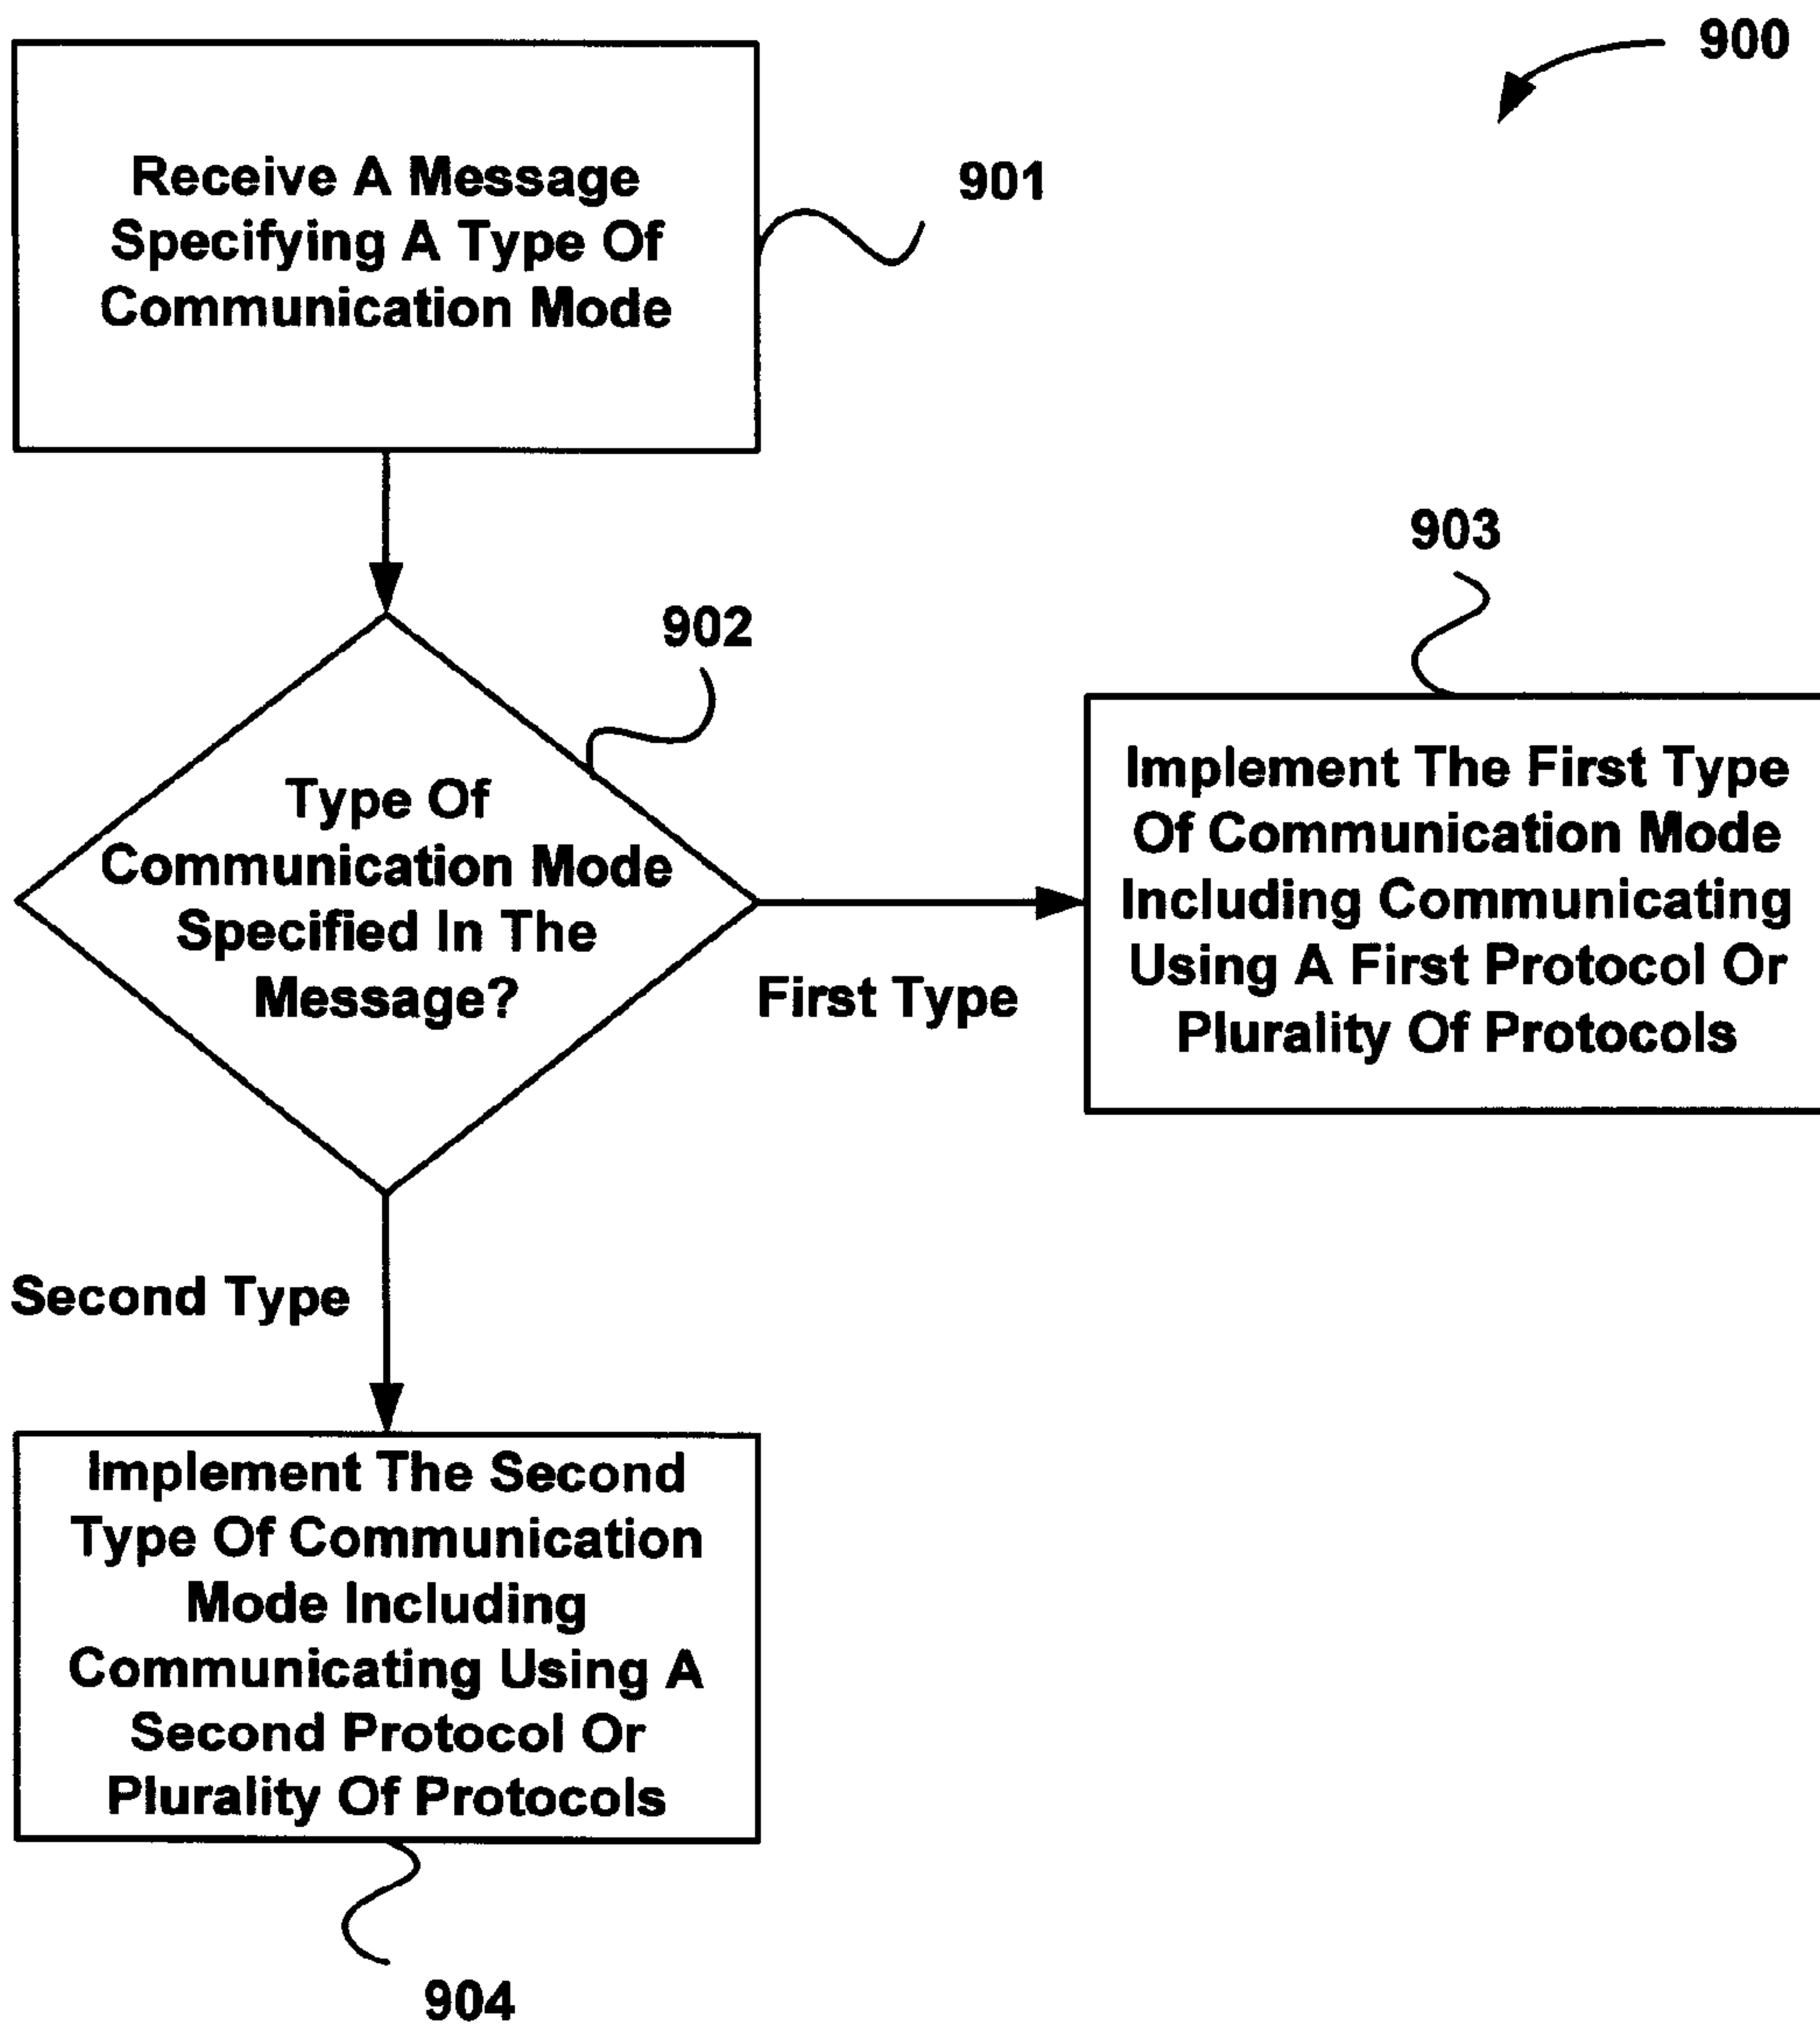 900
Receive A Message
Specifying A Type Of
Communication Mode
901
902
903
Type Of
Communication Mode
Specified In The
Message?
First Type
Implement The First Type
Of Communication Mode
Including Communicating
Using A First Protocol Or
Plurality Of Protocols
Second Type
Implement The Second
Type Of Communication
Mode Including
Communicating Using A
Second Protocol Or
Plurality Of Protocols
904